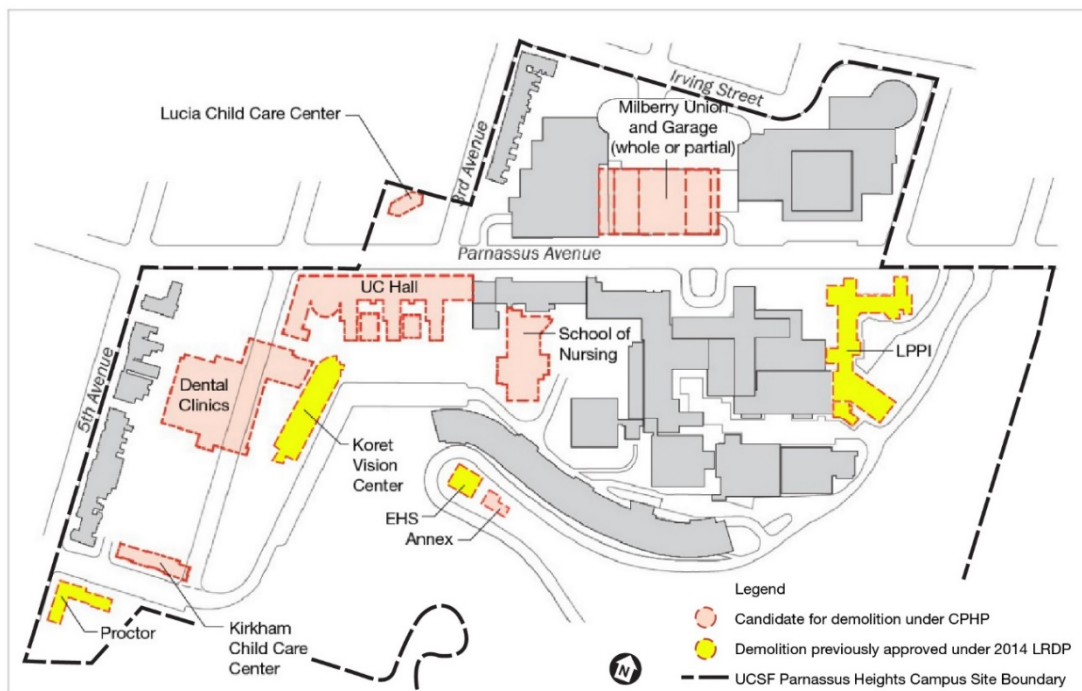 Irving Street
Milberry Union
and Garage
(whole or partial)
Lucia Child Care Center
3rd Avenue
Parnassus Avenue
UC Hall
School of
Nursing
LPPI
5th Avenue
Dental
Clinics
Koret
Vision
Center
EHS
Annex
Proctor
Kirkham
Child Care
Center
Legend
Candidate for demolition under CPHP
Demolition previously approved under 2014 LRDP
UCSF Parnassus Heights Campus Site Boundary
N